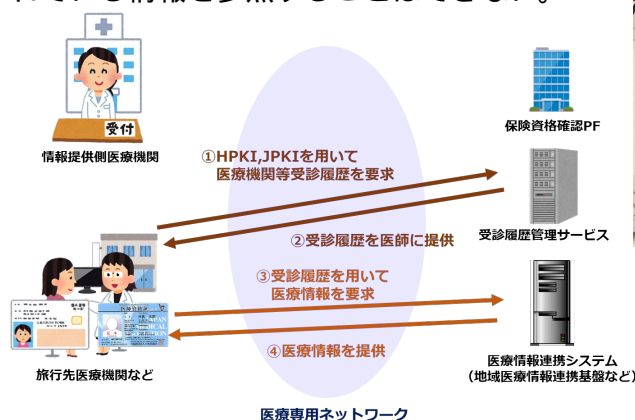 れている情報を参照することはできない。
受付
情報提供側医療機関
保険資格確認PF
①HPKI,JPKIを用いて
医療機関等受診履歴を要求
②受診履歴を医師に提供
受診履歴管理サービス
③受診履歴を用いて
医療情報を要求
④医療情報を提供
旅行先医療機関など
医療情報連携システム
（地域医療情報連携基盤など）
医療専用ネットワーク